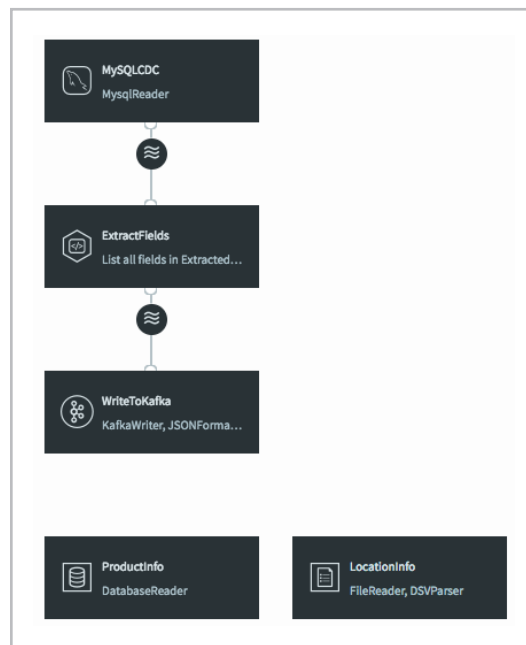 MySQLCDC
MysqlReader
ExtractFields
List all fields in Extracted...
WriteToKafka
KafkaWriter, JSONForma...
ProductInfo
DatabaseReader
LocationInfo
FileReader, DSVParser